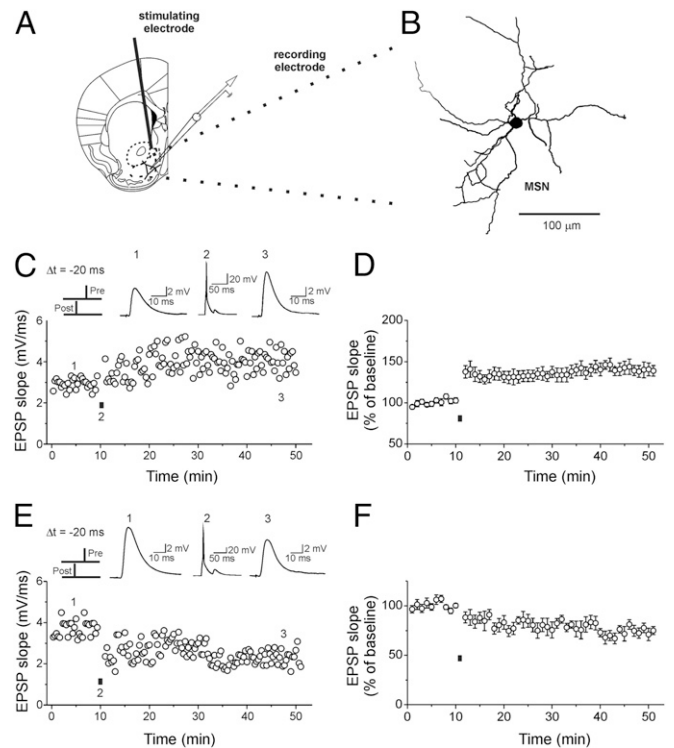 A
stimulating
electrode
recording
electrode
B
MSN
100 µm
C
Δt = -20 ms
Pre
Post
1
2 mV
10 ms
2
20 mV
50 ms
3
2 mV
10 ms
EPSP slope (mV/ms)
6
4
2
0
1
2
3
0 10 20 30 40 50
Time (min)
D
EPSP slope
(% of baseline)
200
150
100
50
0 10 20 30 40 50
Time (min)
E
Δt = -20 ms
Pre
Post
1
2 mV
10 ms
2
20 mV
50 ms
3
2 mV
10 ms
EPSP slope (mV/ms)
6
4
2
0
1
2
3
0 10 20 30 40 50
Time (min)
F
EPSP slope
(% of baseline)
100
50
0
0 10 20 30 40 50
Time (min)